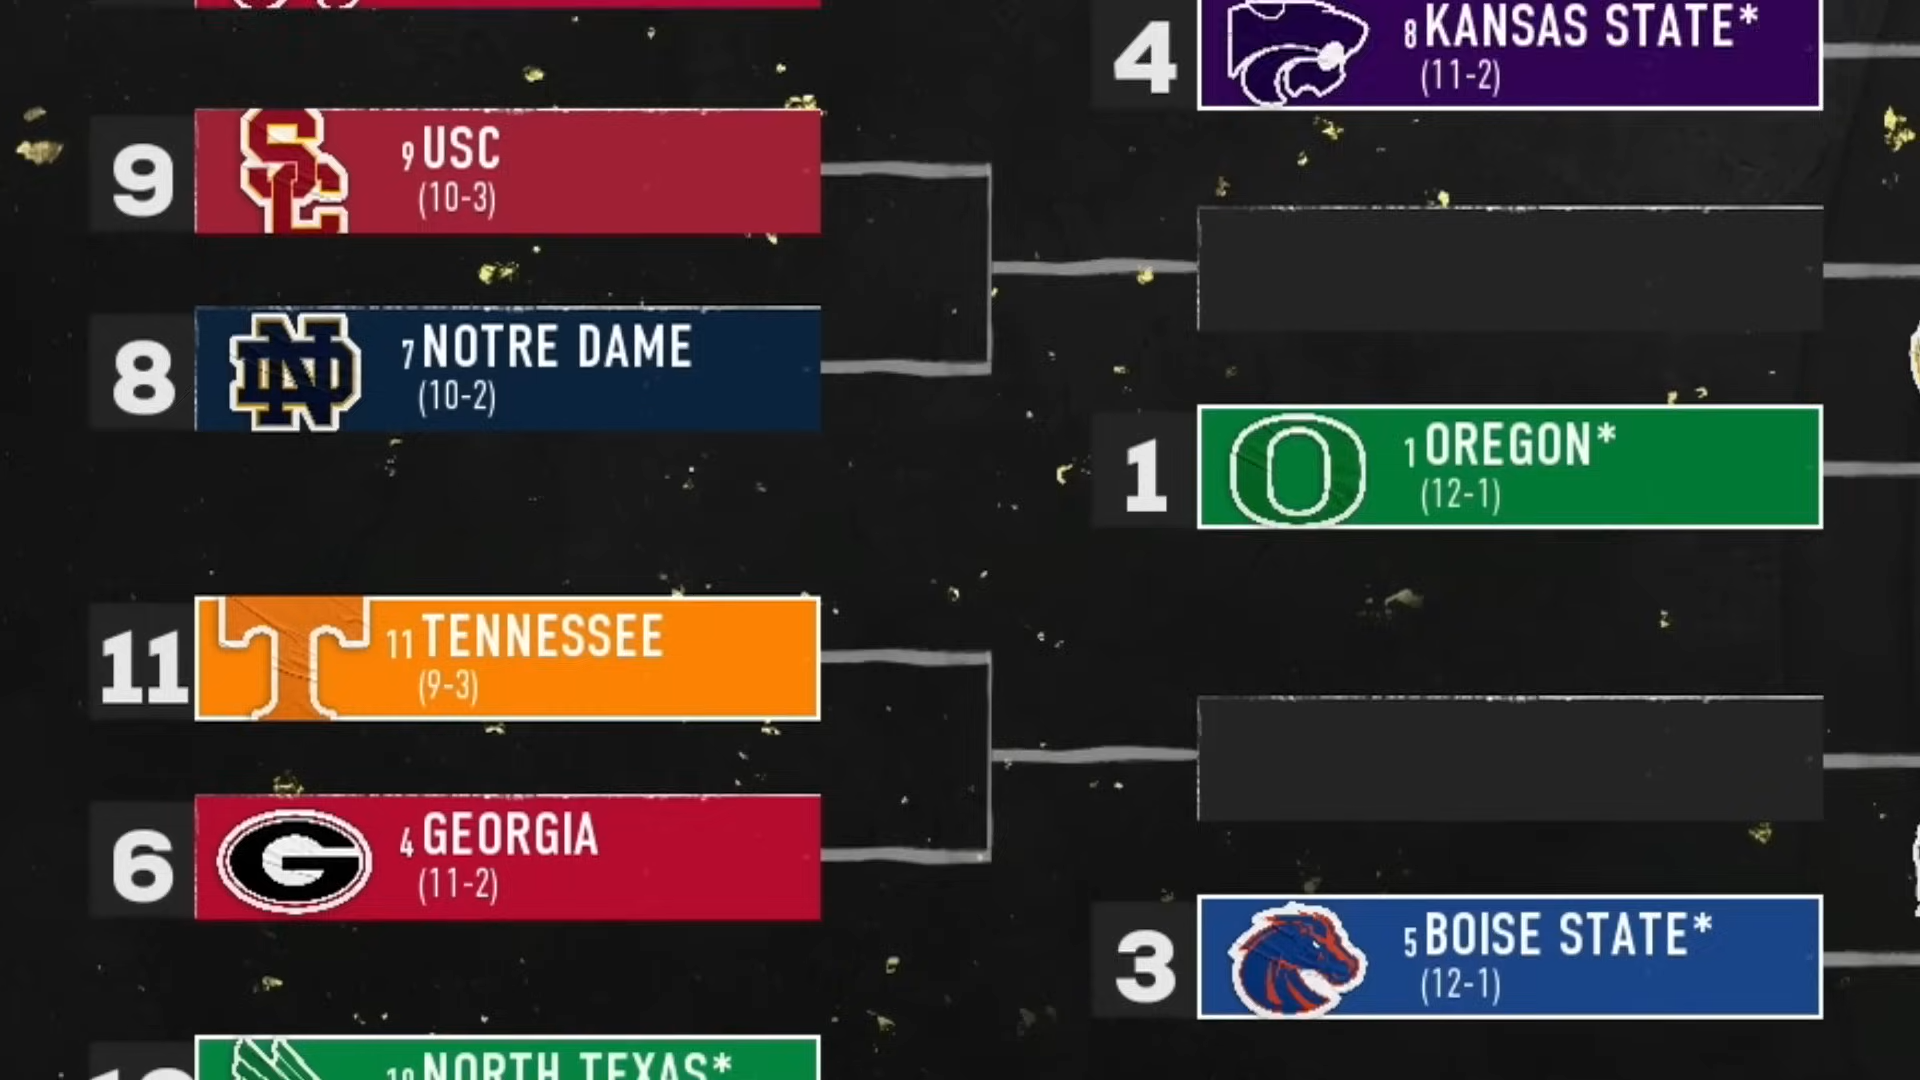 9
9 USC
(10-3)
8
7 NOTRE DAME
(10-2)
11
11 TENNESSEE
(9-3)
6
4 GEORGIA
(11-2)
NORTH TEXAS*
4
8 KANSAS STATE*
(11-2)
1
1 OREGON*
(12-1)
3
5 BOISE STATE*
(12-1)